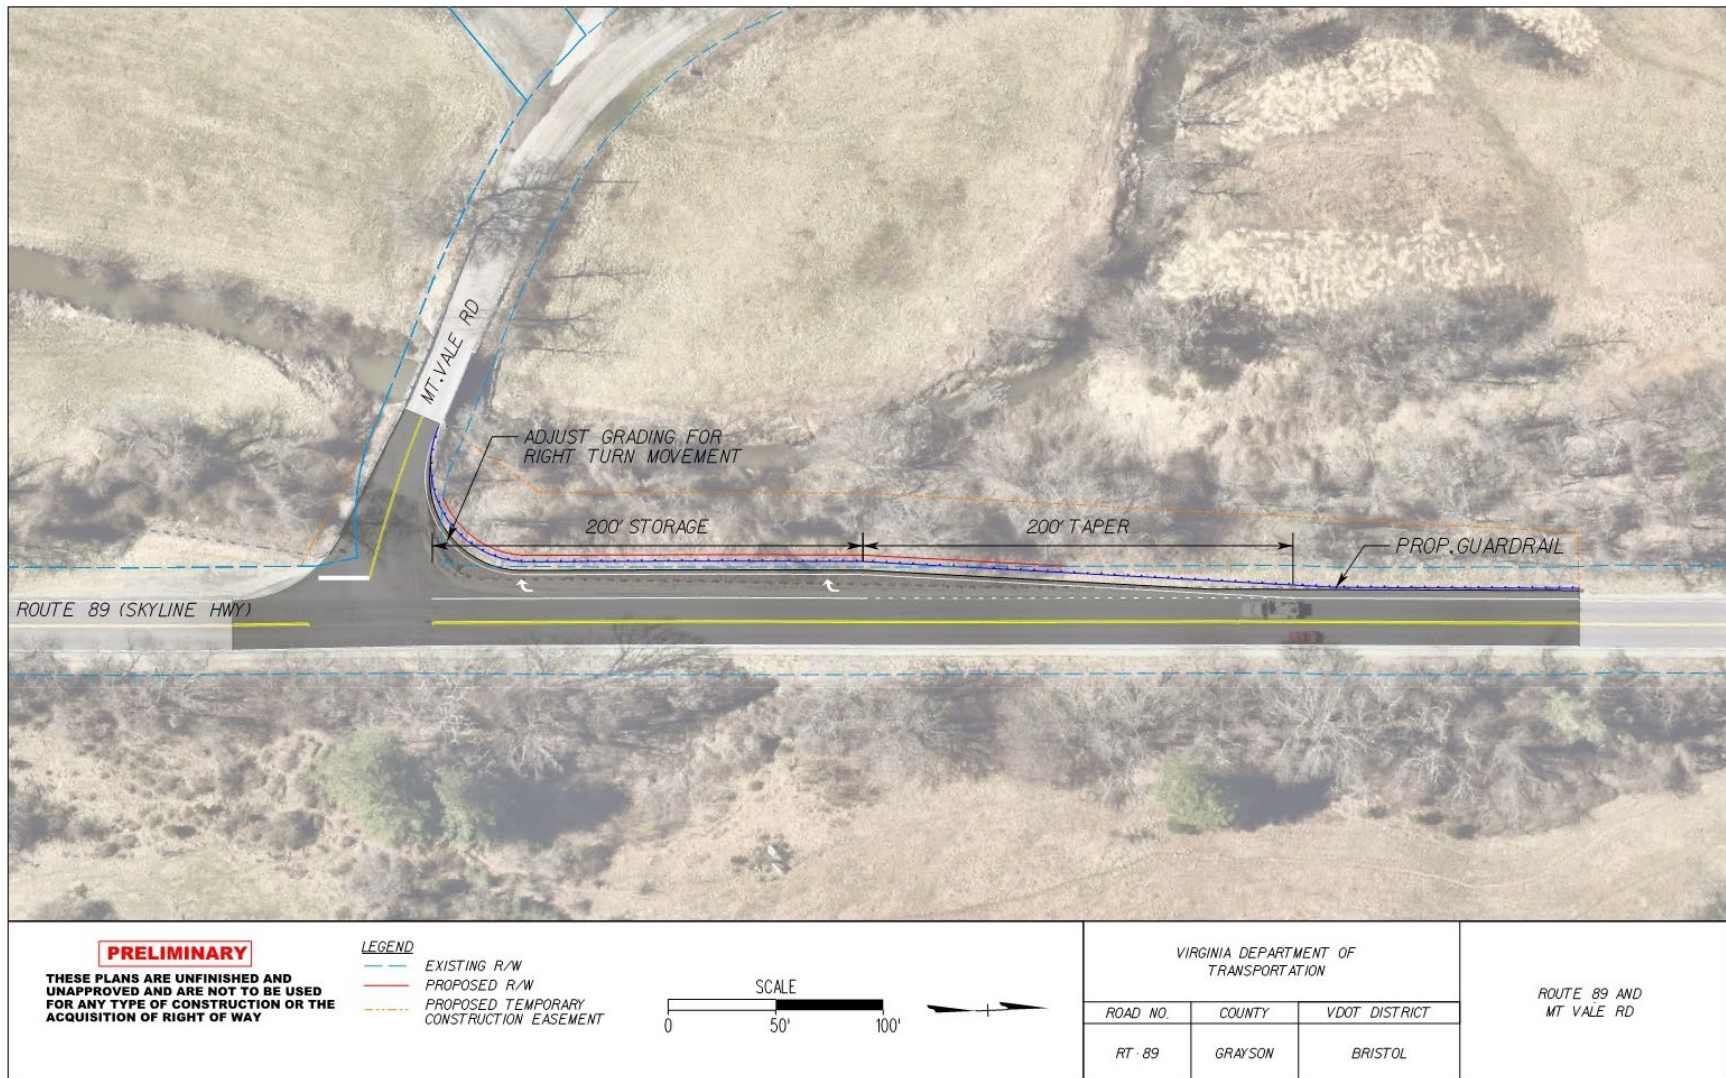 MT. VALE RD
ADJUST GRADING FOR
RIGHT TURN MOVEMENT
200' STORAGE
200' TAPER
PROP. GUARDRAIL
ROUTE 89 (SKYLINE HWY)
PRELIMINARY
THESE PLANS ARE UNFINISHED AND
UNAPPROVED AND ARE NOT TO BE USED
FOR ANY TYPE OF CONSTRUCTION OR THE
ACQUISITION OF RIGHT OF WAY
LEGEND
EXISTING R/W
PROPOSED R/W
PROPOSED TEMPORARY
CONSTRUCTION EASEMENT
SCALE
0 50' 100'
VIRGINIA DEPARTMENT OF
TRANSPORTATION
ROAD NO. COUNTY VDOT DISTRICT
RT-89 GRAYSON BRISTOL
ROUTE 89 AND
MT VALE RD